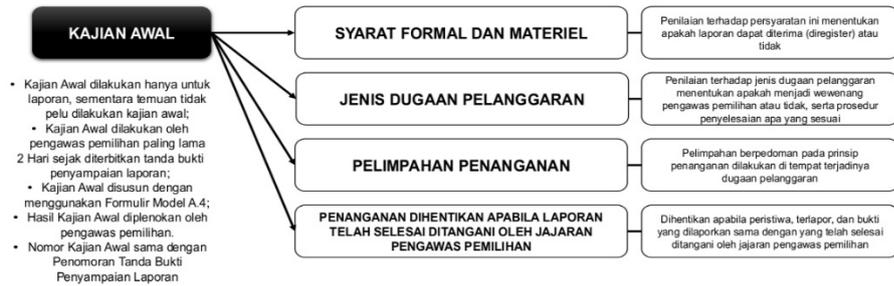 KAJIAN AWAL
• Kajian Awal dilakukan hanya untuk
laporan, sementara temuan tidak
pelu dilakukan kajian awal;
• Kajian Awal dilakukan oleh
pengawas pemilihan paling lama
2 Hari sejak diterbitkan tanda bukti
penyampaian laporan;
• Kajian Awal disusun dengan
menggunakan Formulir Model A.4;
• Hasil Kajian Awal diplenokan oleh
pengawas pemilihan.
• Nomor Kajian Awal sama dengan
Penomoran Tanda Bukti
Penyampaian Laporan
SYARAT FORMAL DAN MATERIEL
Penilaian terhadap persyaratan ini menentukan
apakah laporan dapat diterima (diregister) atau
tidak
JENIS DUGAAN PELANGGARAN
Penilaian terhadap jenis dugaan pelanggaran
menentukan apakah menjadi wewenang
pengawas pemilihan atau tidak, serta prosedur
penyelesaian apa yang sesuai
PELIMPAHAN PENANGANAN
Pelimpahan berpedoman pada prinsip
penanganan dilakukan di tempat terjadinya
dugaan pelanggaran
PENANGANAN DIHENTIKAN APABILA LAPORAN
TELAH SELESAI DITANGANI OLEH JAJARAN
PENGAWAS PEMILIHAN
Dihentikan apabila peristiwa, terlapor, dan bukti
yang dilaporkan sama dengan yang telah selesai
ditangani oleh jajaran pengawas pemilihan